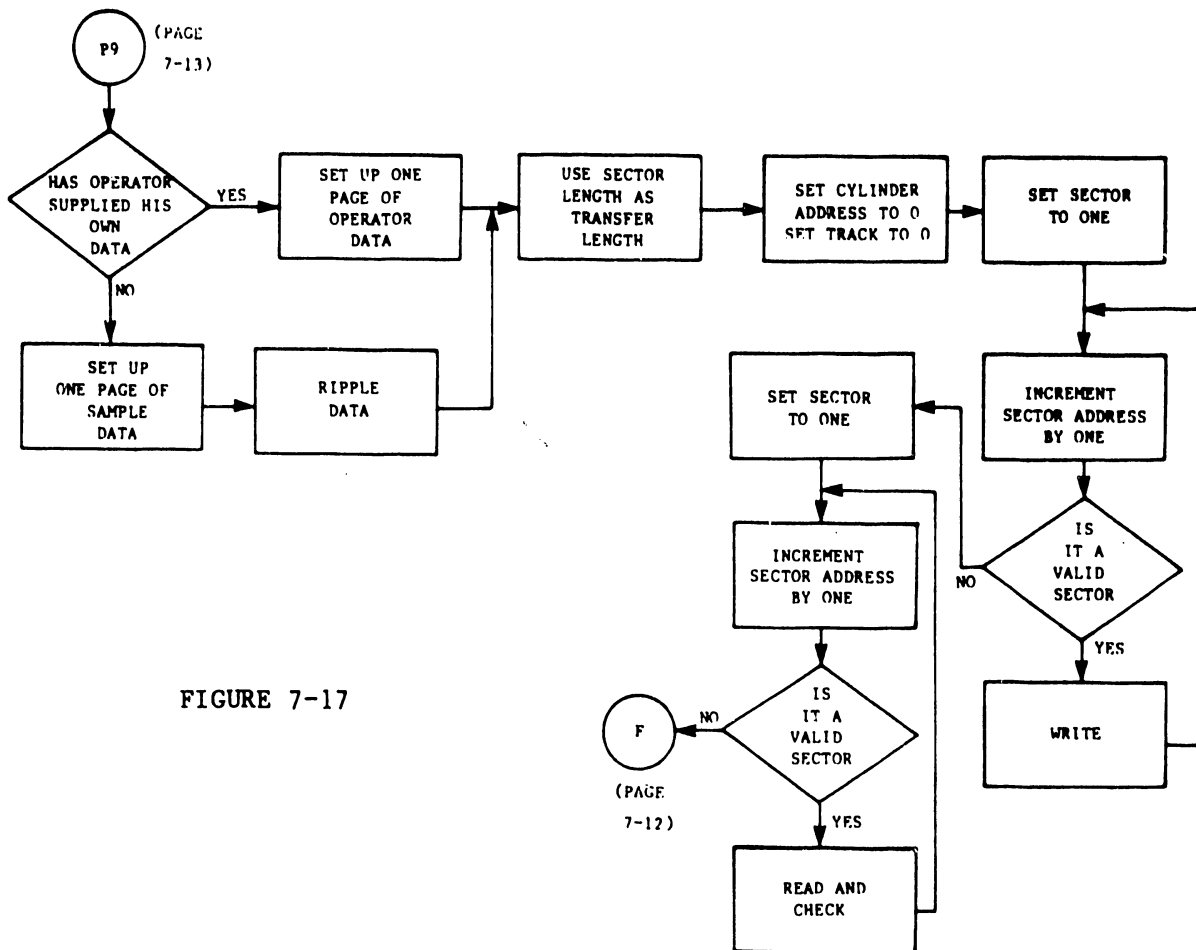 P9
(PAGE
7-13)
HAS OPERATOR
SUPPLIED HIS
OWN
DATA
YES
NO
SET UP ONE
PAGE OF
OPERATOR
DATA
USE SECTOR
LENGTH AS
TRANSFER
LENGTH
SET CYLINDER
ADDRESS TO 0
SET TRACK TO 0
SET SECTOR
TO ONE
SET UP
ONE PAGE OF
SAMPLE
DATA
RIPPLE
DATA
INCREMENT
SECTOR ADDRESS
BY ONE
IS
IT A
VALID
SECTOR
NO
YES
WRITE
SET SECTOR
TO ONE
INCREMENT
SECTOR ADDRESS
BY ONE
IS
IT A
VALID
SECTOR
NO
YES
F
(PAGE
7-12)
READ AND
CHECK
FIGURE 7-17